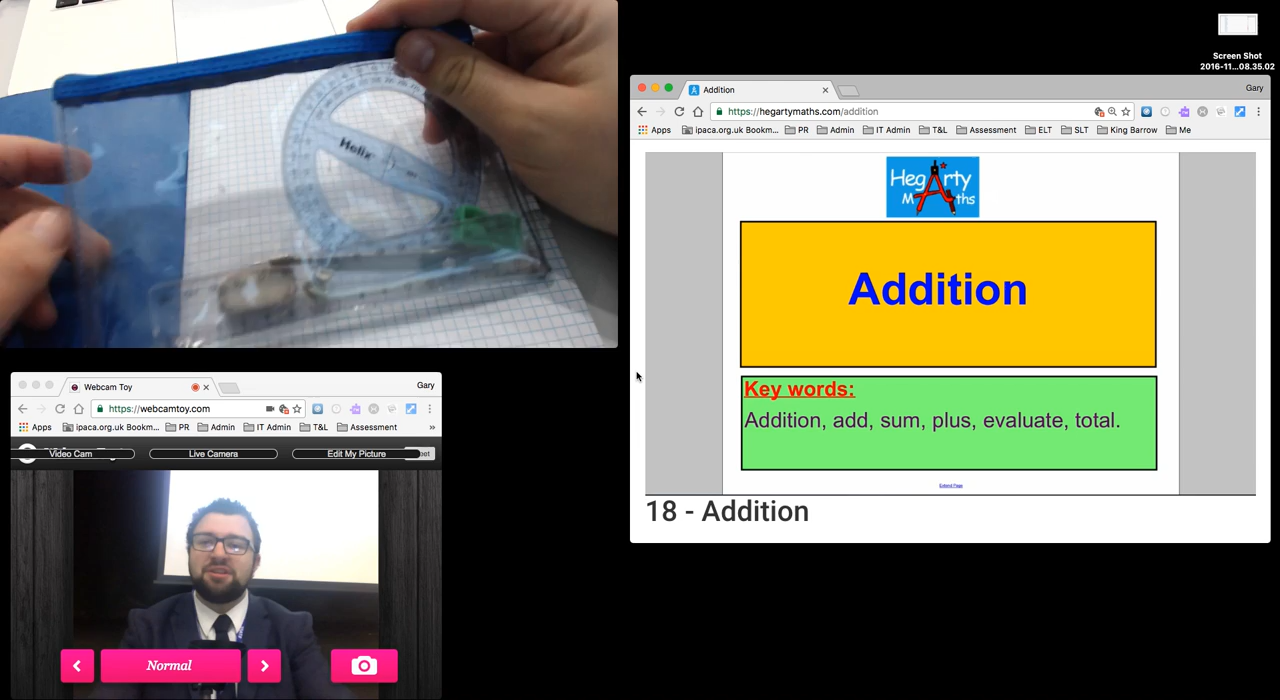 Helix
Screen Shot
2016-11...08.35.02
Addition
Gary
https://hegartymaths.com/addition
Apps
ipaca.org.uk Bookm...
PR
Admin
IT Admin
T&L
Assessment
ELT
SLT
King Barrow
Me
HegArty
Maths
Addition
Key words:
Addition, add, sum, plus, evaluate, total.
Extend Page
18 - Addition
Webcam Toy
Gary
https://webcamtoy.com
Apps
ipaca.org.uk Bookm...
PR
Admin
IT Admin
T&L
Assessment
»
Video Cam
Live Camera
Edit My Picture
Normal